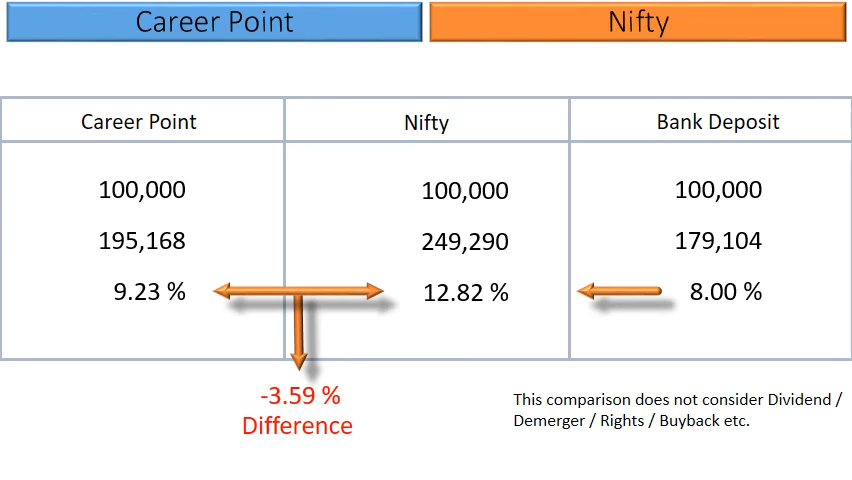 Career Point
Nifty
Career Point
Nifty
Bank Deposit
100,000
100,000
100,000
195,168
249,290
179,104
9.23 %
12.82 %
8.00 %
-3.59 %
Difference
This comparison does not consider Dividend /
Demerger / Rights / Buyback etc.